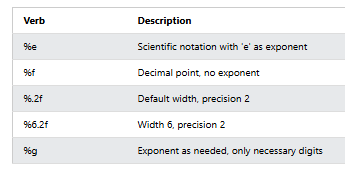 Verb Description
%e Scientific notation with 'e' as exponent
%f Decimal point, no exponent
%.2f Default width, precision 2
%6.2f Width 6, precision 2
%g Exponent as needed, only necessary digits